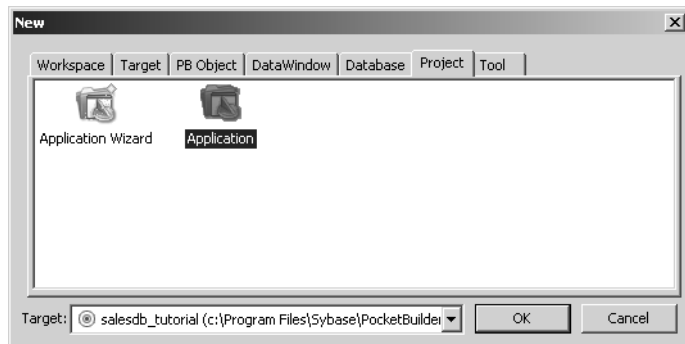 New
Workspace Target PB Object DataWindow Database Project Tool
Application Wizard Application
Target: salesdb_tutorial (c:\Program Files\Sybase\PocketBuilder OK Cancel